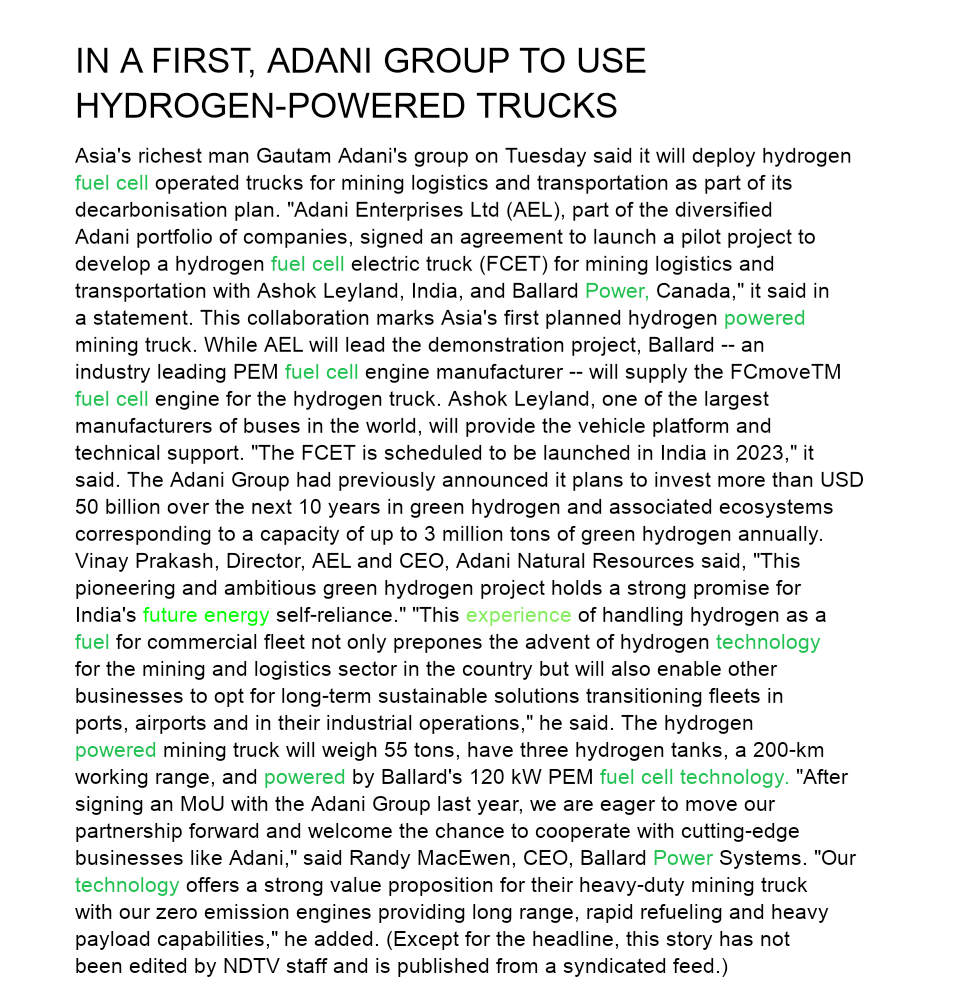 IN A FIRST, ADANI GROUP TO USE
HYDROGEN-POWERED TRUCKS
Asia's richest man Gautam Adani's group on Tuesday said it will deploy hydrogen
fuel cell operated trucks for mining logistics and transportation as part of its
decarbonisation plan. "Adani Enterprises Ltd (AEL), part of the diversified
Adani portfolio of companies, signed an agreement to launch a pilot project to
develop a hydrogen fuel cell electric truck (FCET) for mining logistics and
transportation with Ashok Leyland, India, and Ballard Power, Canada," it said in
a statement. This collaboration marks Asia's first planned hydrogen powered
mining truck. While AEL will lead the demonstration project, Ballard -- an
industry leading PEM fuel cell engine manufacturer -- will supply the FCmoveTM
fuel cell engine for the hydrogen truck. Ashok Leyland, one of the largest
manufacturers of buses in the world, will provide the vehicle platform and
technical support. "The FCET is scheduled to be launched in India in 2023," it
said. The Adani Group had previously announced it plans to invest more than USD
50 billion over the next 10 years in green hydrogen and associated ecosystems
corresponding to a capacity of up to 3 million tons of green hydrogen annually.
Vinay Prakash, Director, AEL and CEO, Adani Natural Resources said, "This
pioneering and ambitious green hydrogen project holds a strong promise for
India's future energy self-reliance." "This experience of handling hydrogen as a
fuel for commercial fleet not only prepones the advent of hydrogen technology
for the mining and logistics sector in the country but will also enable other
businesses to opt for long-term sustainable solutions transitioning fleets in
ports, airports and in their industrial operations," he said. The hydrogen
powered mining truck will weigh 55 tons, have three hydrogen tanks, a 200-km
working range, and powered by Ballard's 120 kW PEM fuel cell technology. "After
signing an MoU with the Adani Group last year, we are eager to move our
partnership forward and welcome the chance to cooperate with cutting-edge
businesses like Adani," said Randy MacEwen, CEO, Ballard Power Systems. "Our
technology offers a strong value proposition for their heavy-duty mining truck
with our zero emission engines providing long range, rapid refueling and heavy
payload capabilities," he added. (Except for the headline, this story has not
been edited by NDTV staff and is published from a syndicated feed.)